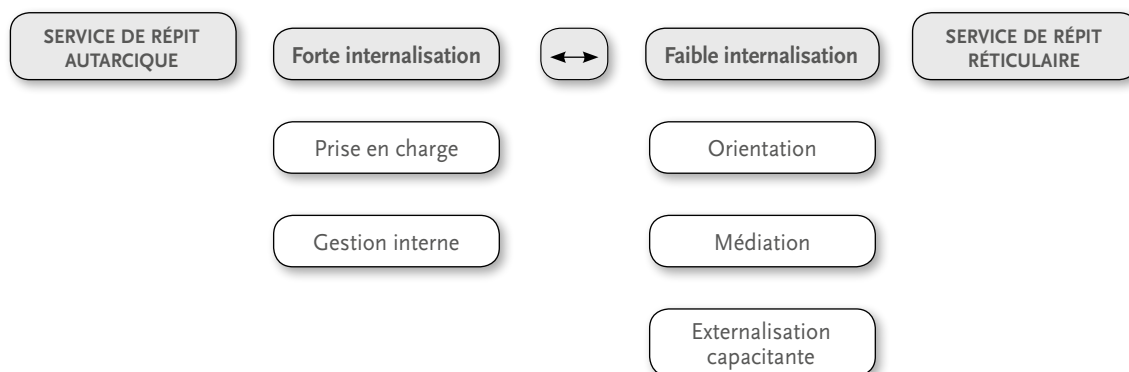 SERVICE DE RÉPIT
AUTARCIQUE
Forte internalisation
Faible internalisation
SERVICE DE RÉPIT
RÉTICULAIRE
Prise en charge
Orientation
Gestion interne
Médiation
Externalisation
capacitante